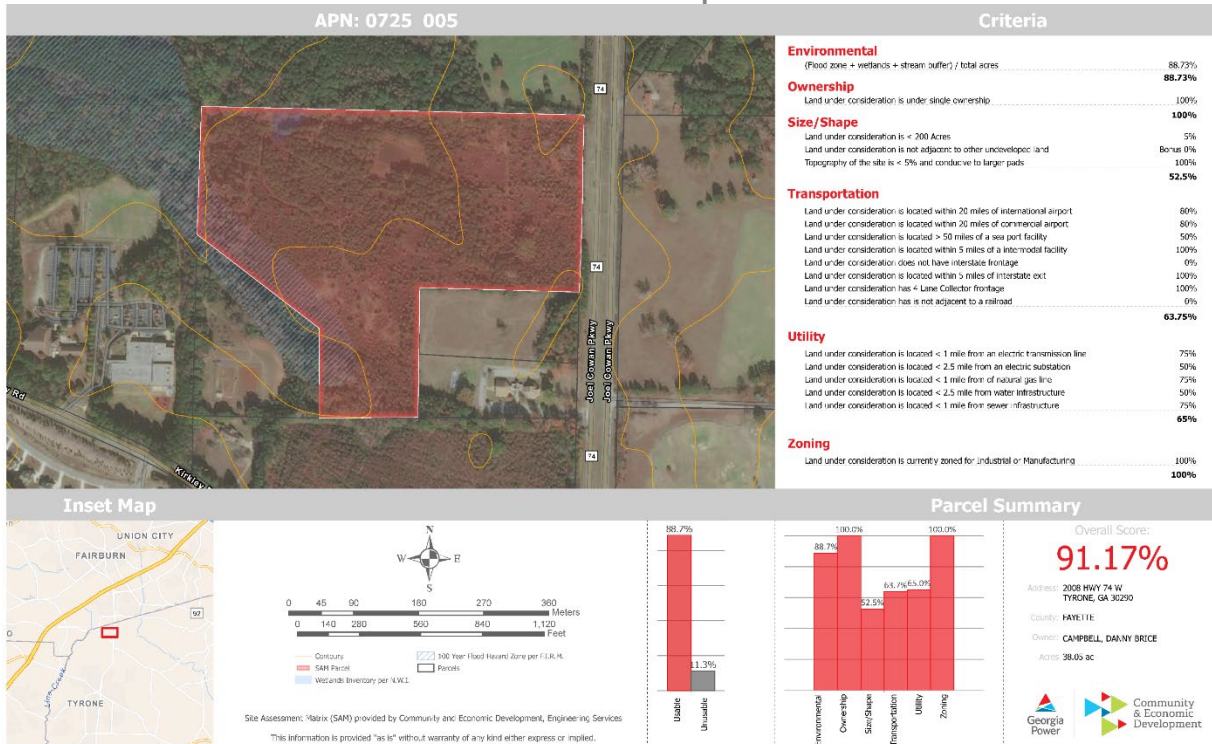 APN: 0725 005
Criteria
74
74
74
Joel Cowan Pkwy
Joel Cowan Pkwy
y Rd
Kirkley
Environmental
(Flood zone + wetlands + stream buffer) / total acres 88.73%
88.73%
Ownership
Land under consideration is under single ownership 100%
100%
Size/Shape
Land under consideration is < 200 Acres 5%
Land under consideration is not adjacent to other undeveloped land Bonus 0%
Topography of the site is < 5% and conducive to larger pads 100%
52.5%
Transportation
Land under consideration is located within 20 miles of international airport 80%
Land under consideration is located within 20 miles of commercial airport 80%
Land under consideration is located > 50 miles of a sea port facility 50%
Land under consideration is located within 5 miles of a intermodal facility 100%
Land under consideration does not have interstate frontage 0%
Land under consideration is located within 5 miles of interstate exit 100%
Land under consideration has 4 Lane Collector frontage 100%
Land under consideration has is not adjacent to a railroad 0%
63.75%
Utility
Land under consideration is located < 1 mile from an electric transmission line 75%
Land under consideration is located < 2.5 mile from an electric substation 50%
Land under consideration is located < 1 mile from of natural gas line 75%
Land under consideration is located < 2.5 mile from water infrastructure 50%
Land under consideration is located < 1 mile from sewer infrastructure 75%
65%
Zoning
Land under consideration is currently zoned for Industrial or Manufacturing 100%
100%
Inset Map
UNION CITY
FAIRBURN
92
Line Creek
TYRONE
N
W E
S
0 45 90 180 270 360
Meters
0 140 280 560 840 1,120
Feet
Contours
SAM Parcel
Wetlands Inventory per N.W.I.
100 Year Flood Hazard Zone per F.I.R.M.
Parcels
Site Assessment Matrix (SAM) provided by Community and Economic Development, Engineering Services
This information is provided "as is" without warranty of any kind either express or implied.
88.7%
11.3%
Usable
Unusable
Parcel Summary
88.7%
100.0%
52.5%
63.7%
65.0%
100.0%
Environmental
Ownership
Size/Shape
Transportation
Utility
Zoning
Overall Score:
91.17%
Address: 2008 HWY 74 W
TYRONE, GA 30290
County: FAYETTE
Owner: CAMPBELL, DANNY BRICE
Acres 38.05 ac
Georgia
Power
Community
& Economic
Development